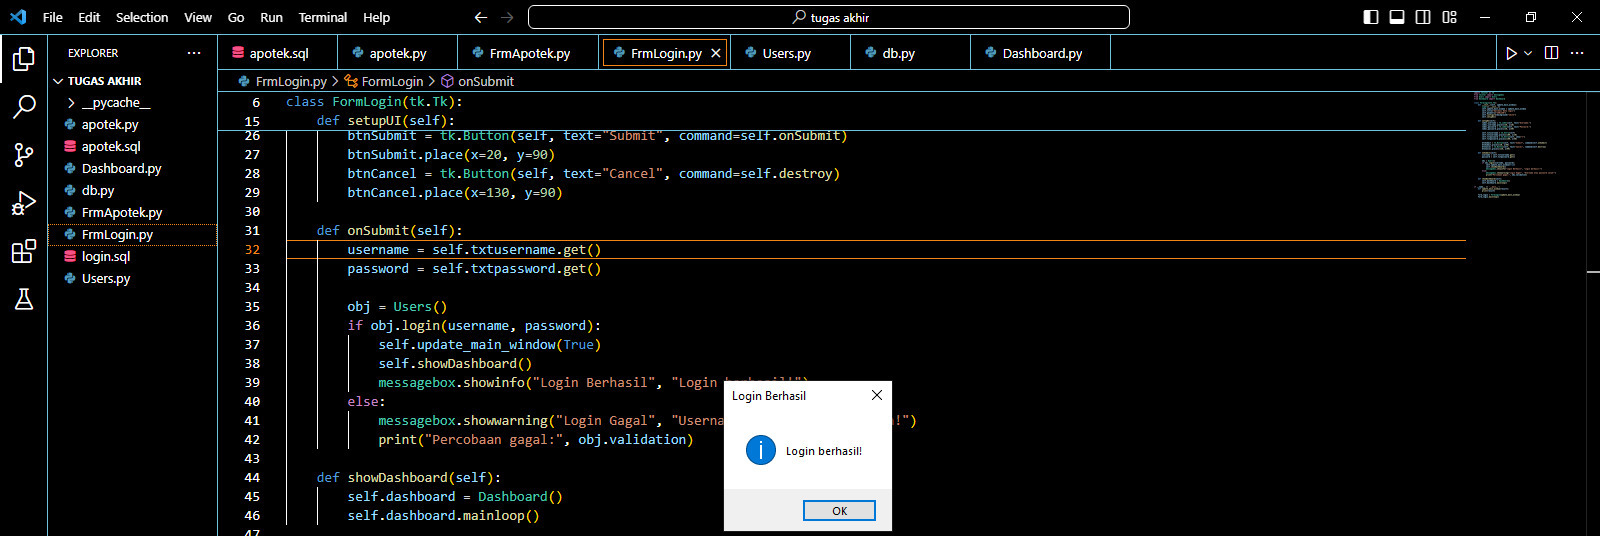 File Edit Selection View Go Run Terminal Help tugas akhir
EXPLORER
TUGAS AKHIR
__pycache__
apotek.py
apotek.sql
Dashboard.py
db.py
FrmApotek.py
FrmLogin.py
login.sql
Users.py
apotek.sql apotek.py FrmApotek.py FrmLogin.py Users.py db.py Dashboard.py
FrmLogin.py > FormLogin > onSubmit
6 class FormLogin(tk.Tk):
15 def setupUI(self):
26 btnSubmit = tk.Button(self, text="Submit", command=self.onSubmit)
27 btnSubmit.place(x=20, y=90)
28 btnCancel = tk.Button(self, text="Cancel", command=self.destroy)
29 btnCancel.place(x=130, y=90)
30
31 def onSubmit(self):
32 username = self.txtusername.get()
33 password = self.txtpassword.get()
34
35 obj = Users()
36 if obj.login(username, password):
37 self.update_main_window(True)
38 self.showDashboard()
39 messagebox.showinfo("Login Berhasil", "Login
40 else:
41 messagebox.showwarning("Login Gagal", "Userna !")
42 print("Percobaan gagal:", obj.validation)
43
44 def showDashboard(self):
45 self.dashboard = Dashboard()
46 self.dashboard.mainloop()
47
Login Berhasil
Login berhasil!
OK